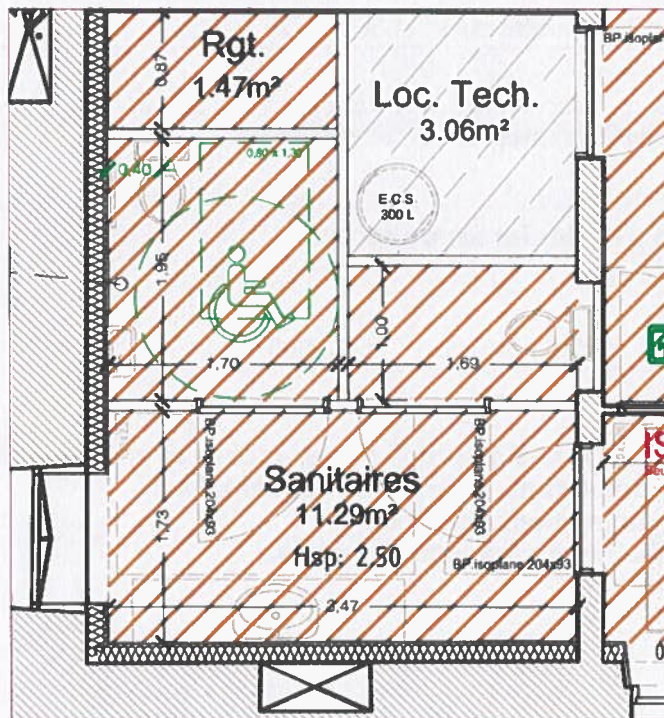 Rgt.
1.47m²
0,87
Loc. Tech.
3.06m²
BP.isoplane
0,80 x 1,30
0,40
E.C.S.
300 L
1,95
1,00
1,70
1,69
BP.isoplane 204x93
BP.isoplane 204x93
Sanitaires
11.29m²
Hsp: 2.50
1,73
BP.isoplane 204x93
3,47